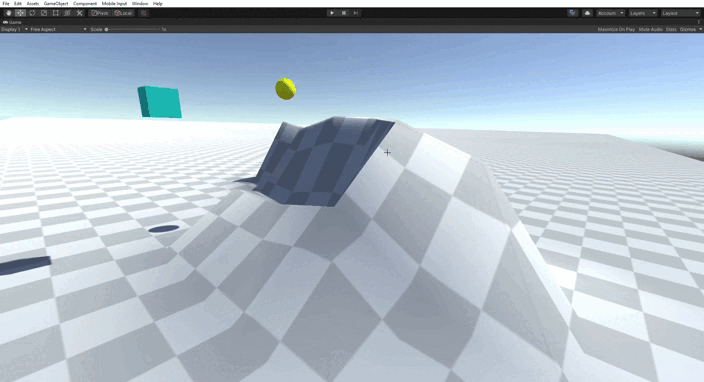 File Edit Assets GameObject Component Mobile Input Window Help
Pivot Local Account Layers Layout
Game
Display 1 Free Aspect Scale 1x Maximize On Play Mute Audio Stats Gizmos